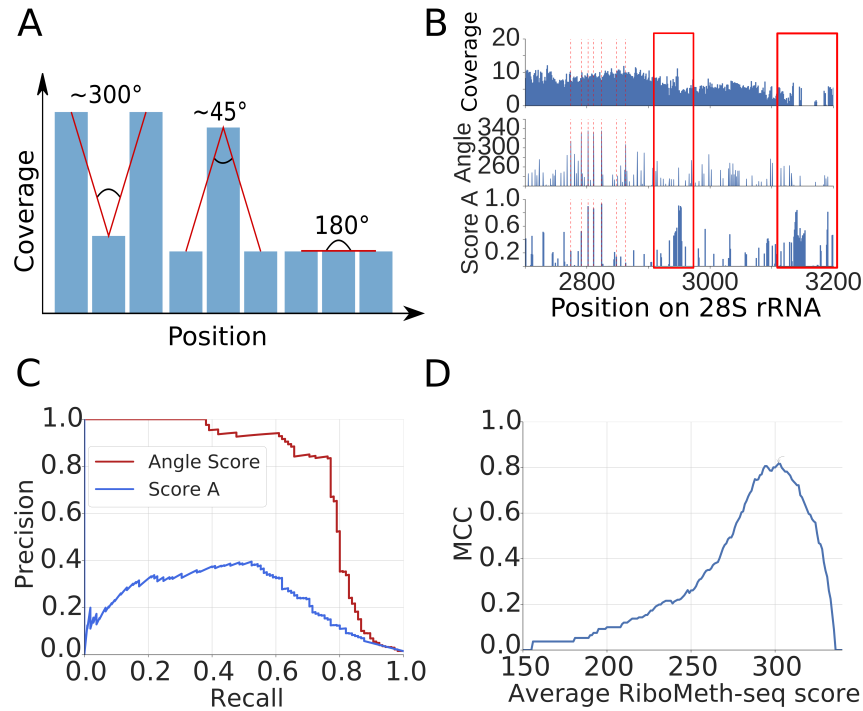 A
~300°
~45°
180°
Coverage
Position
B
Coverage
20
10
0
Angle
340
300
260
Score A
1.0
0.6
0.2
2800
3000
3200
Position on 28S rRNA
C
Precision
1.0
0.8
0.6
0.4
0.2
0.0
Angle Score
Score A
0.0
0.2
0.4
0.6
0.8
1.0
Recall
D
MCC
1.0
0.8
0.6
0.4
0.2
0.0
150
200
250
300
Average RiboMeth-seq score